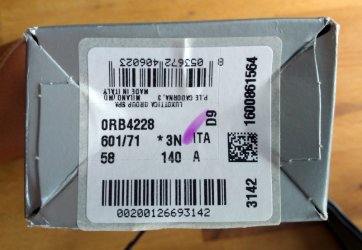 8 053672 406023
LUXOTTICA GROUP SPA
P.LE CADORNA, 3
MILANO (MI)
MADE IN ITALY
0RB4228
D9
601/71 *3N ITA
58 140 A
1600861564
3142
00200126693142